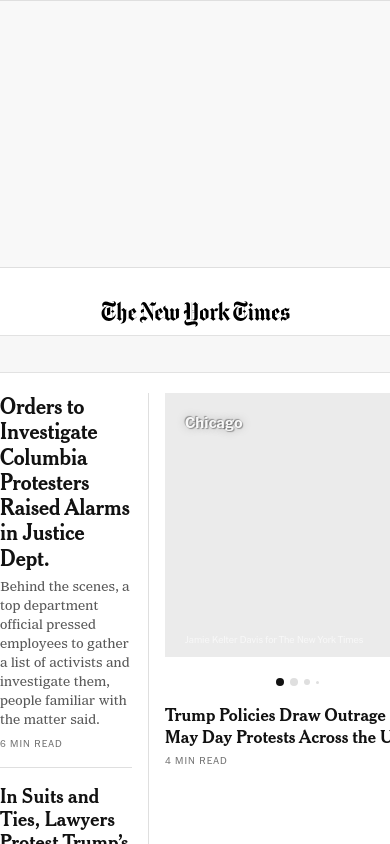 The New York Times
Orders to
Investigate
Columbia
Protesters
Raised Alarms
in Justice
Dept.
Behind the scenes, a
top department
official pressed
employees to gather
a list of activists and
investigate them,
people familiar with
the matter said.
6 MIN READ
In Suits and
Ties, Lawyers
Protest Trump’s
Chicago
Jamie Kelter Davis for The New York Times
Trump Policies Draw Outrage
May Day Protests Across the U
4 MIN READ